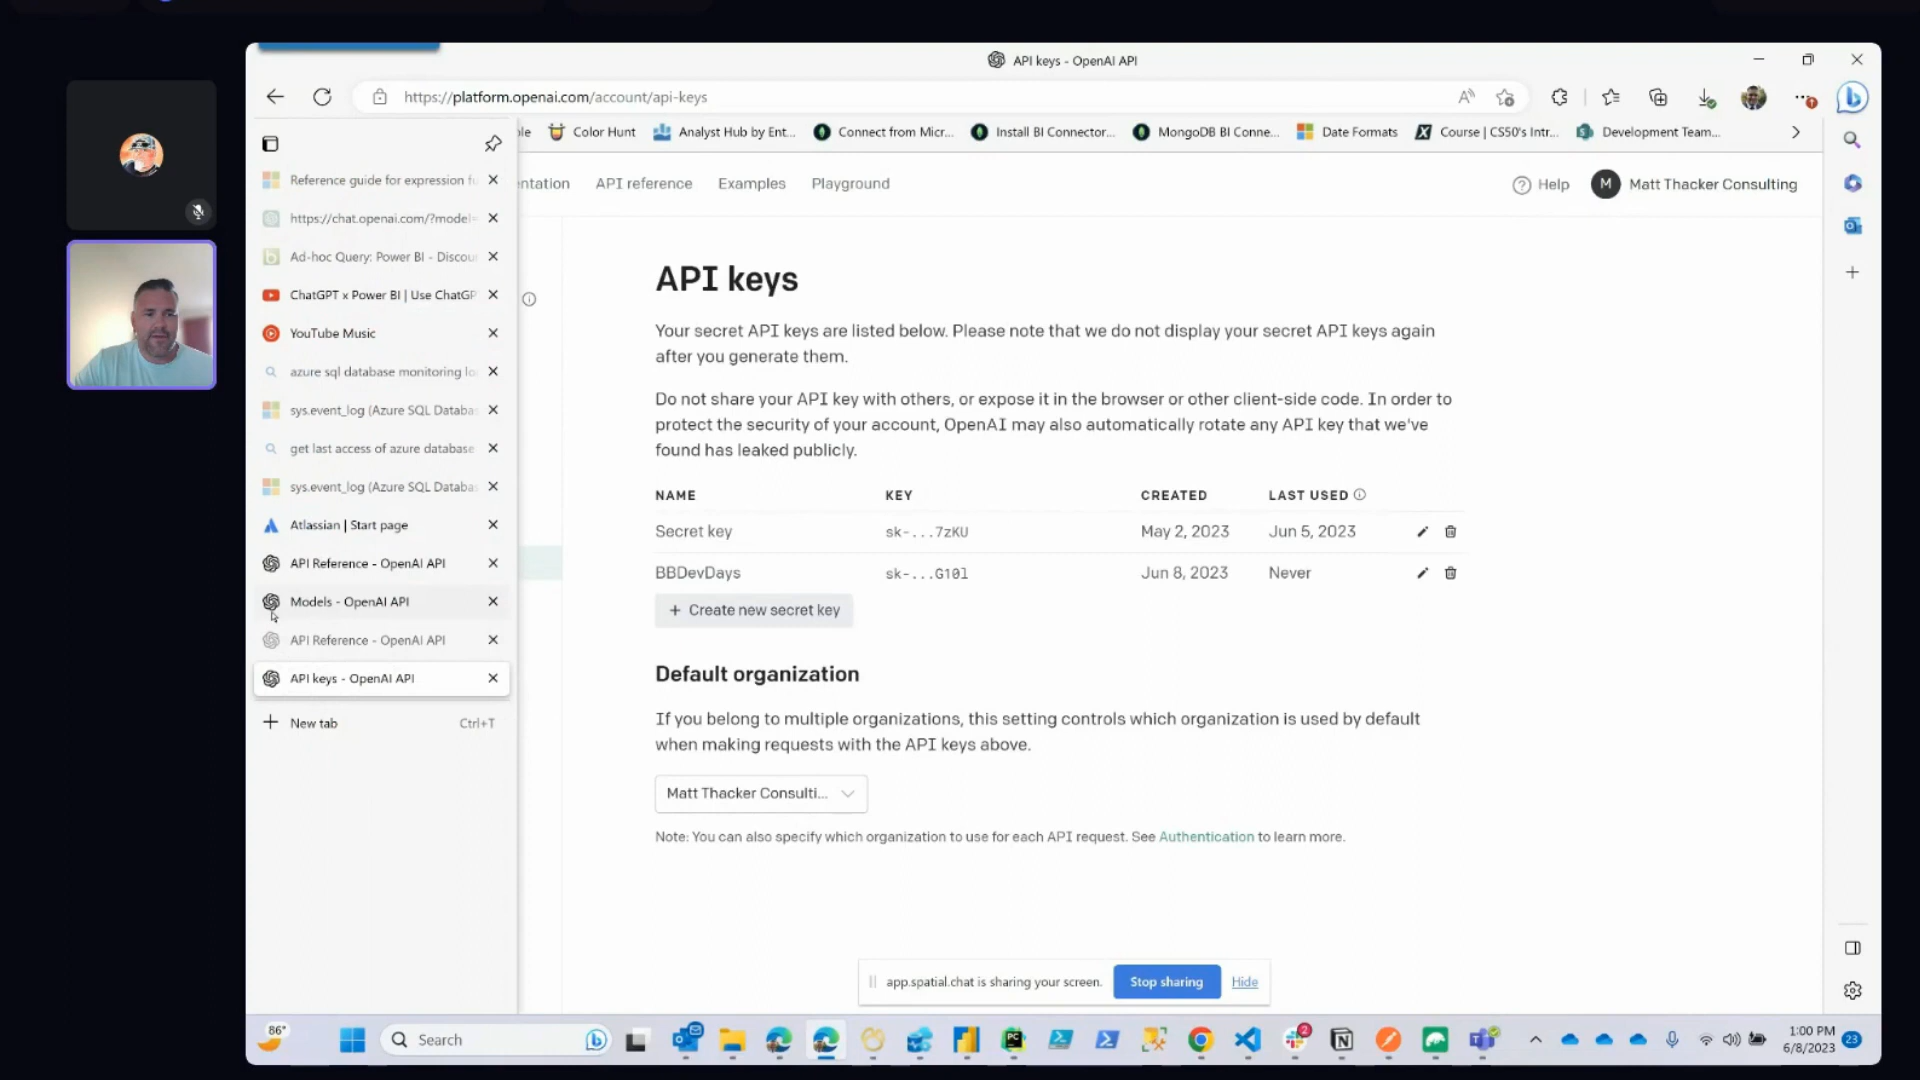 API keys - OpenAI API
https://platform.openai.com/account/api-keys
le
Color Hunt
Analyst Hub by Ent...
Connect from Micr...
Install BI Connector...
MongoDB BI Conne...
Date Formats
Course | CS50's Intr...
Development Team...
Reference guide for expression fu
https://chat.openai.com/?model=
Ad-hoc Query: Power BI - Discou
ChatGPT x Power BI | Use ChatGP
YouTube Music
azure sql database monitoring lo
sys.event_log (Azure SQL Databas
get last access of azure database
sys.event_log (Azure SQL Databas
Atlassian | Start page
API Reference - OpenAI API
Models - OpenAI API
API Reference - OpenAI API
API keys - OpenAI API
New tab Ctrl+T
entation API reference Examples Playground
Help M Matt Thacker Consulting
API keys
Your secret API keys are listed below. Please note that we do not display your secret API keys again
after you generate them.
Do not share your API key with others, or expose it in the browser or other client-side code. In order to
protect the security of your account, OpenAI may also automatically rotate any API key that we've
found has leaked publicly.
NAME KEY CREATED LAST USED
Secret key sk-...7zKU May 2, 2023 Jun 5, 2023
BBDevDays sk-...G10l Jun 8, 2023 Never
+ Create new secret key
Default organization
If you belong to multiple organizations, this setting controls which organization is used by default
when making requests with the API keys above.
Matt Thacker Consulti...
Note: You can also specify which organization to use for each API request. See Authentication to learn more.
app.spatial.chat is sharing your screen. Stop sharing Hide
86°
Search
2
1:00 PM
6/8/2023
23